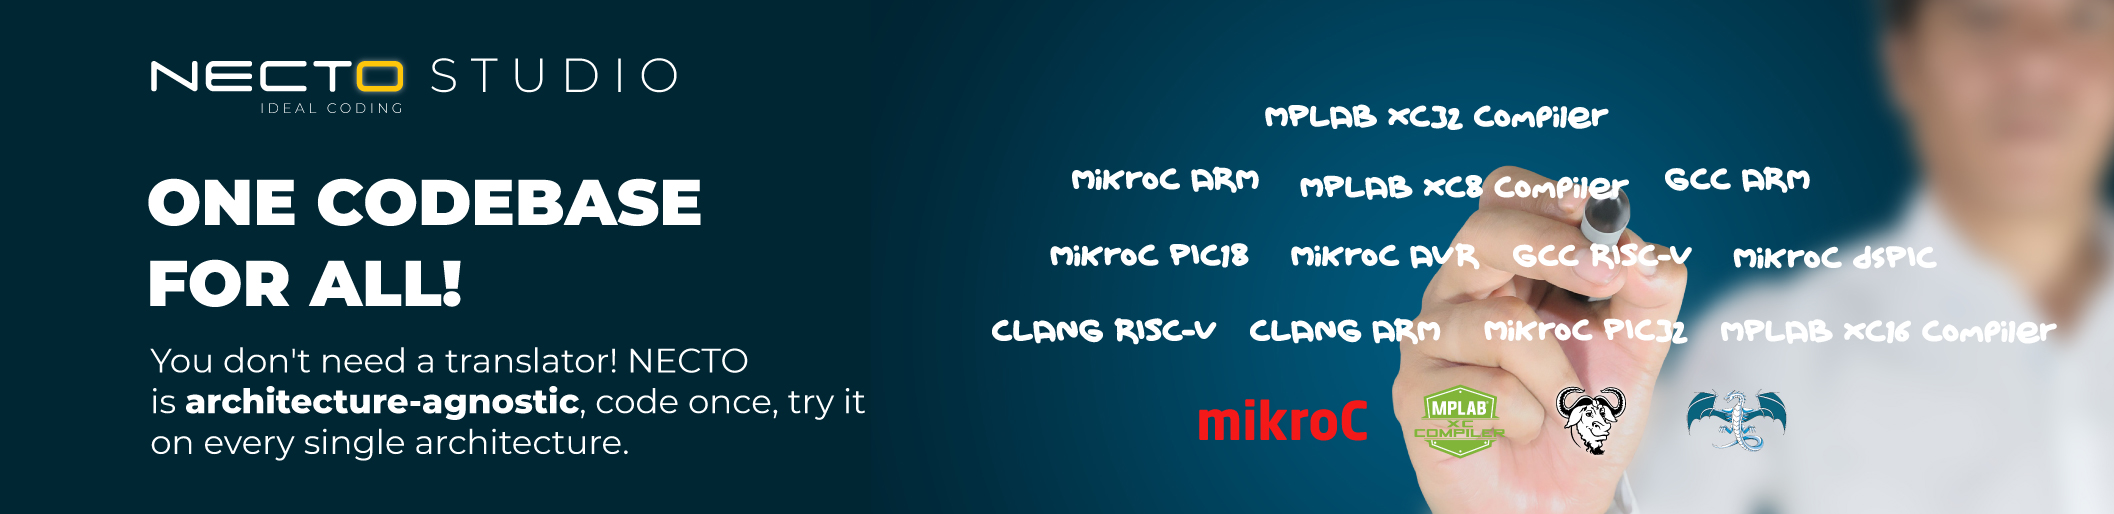 NECTO STUDIO
IDEAL CODING
ONE CODEBASE
FOR ALL!
You don't need a translator! NECTO
is architecture-agnostic, code once, try it
on every single architecture.
MPLAB XC32 Compiler
mikroC ARM MPLAB XC8 Compiler GCC ARM
mikroC PIC18 mikroC AVR GCC RISC-V mikroC dsPIC
CLANG RISC-V CLANG ARM mikroC PIC32 MPLAB XC16 Compiler
mikroC MPLAB
XC
COMPILER